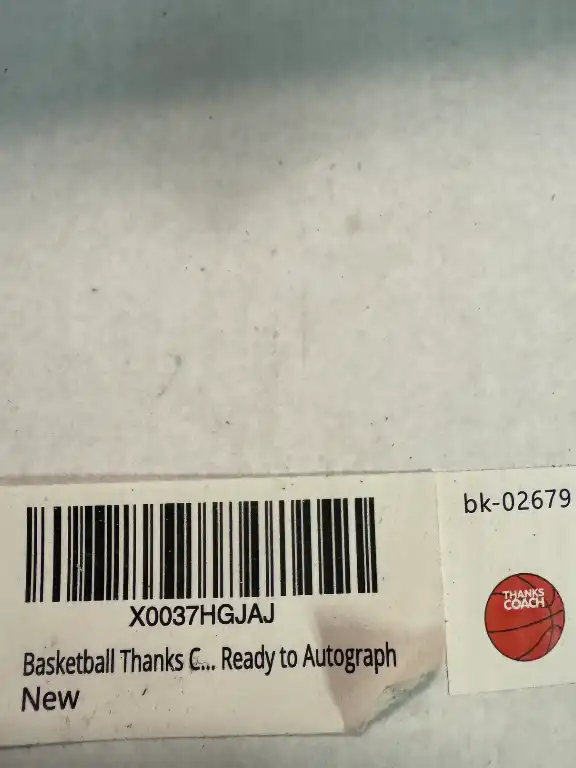 X0037HGJAJ
Basketball Thanks C... Ready to Autograph
New
bk-02679
THANKS
COACH